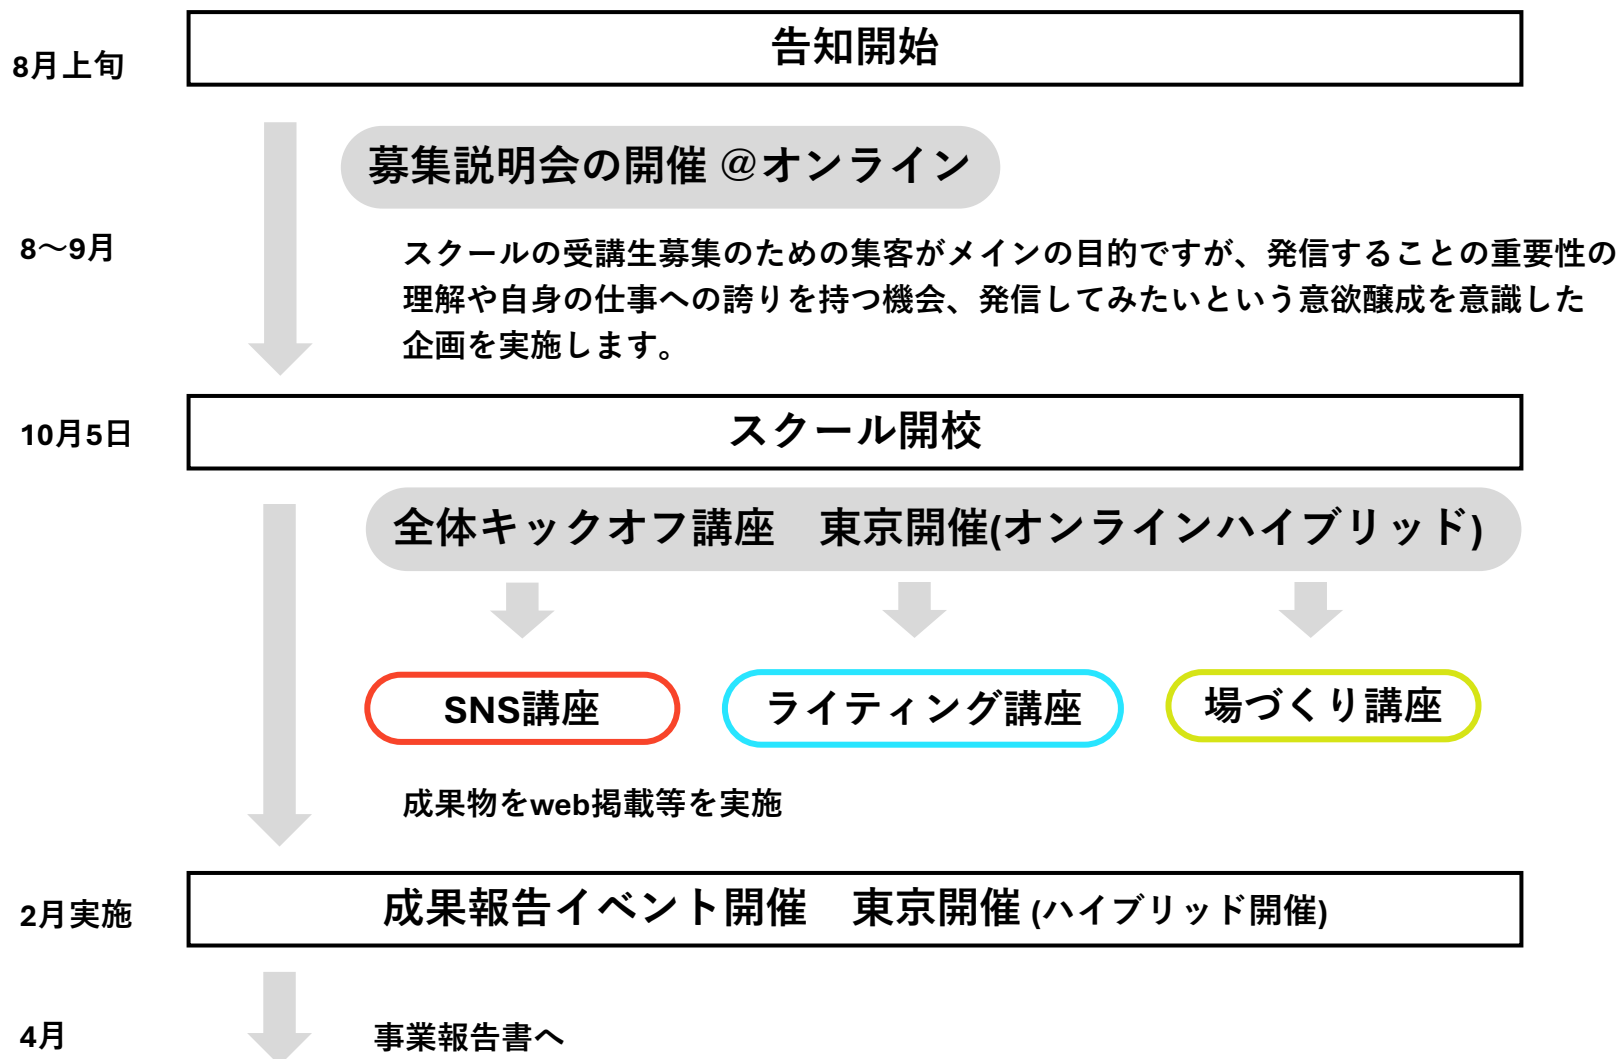 8月上旬
告知開始
募集説明会の開催 @オンライン
8〜9月
スクールの受講生募集のための集客がメインの目的ですが、発信することの重要性の
理解や自身の仕事への誇りを持つ機会、発信してみたいという意欲醸成を意識した
企画を実施します。
10月5日
スクール開校
全体キックオフ講座　東京開催(オンラインハイブリッド)
SNS講座
ライティング講座
場づくり講座
成果物をweb掲載等を実施
2月実施
成果報告イベント開催　東京開催 (ハイブリッド開催)
4月
事業報告書へ